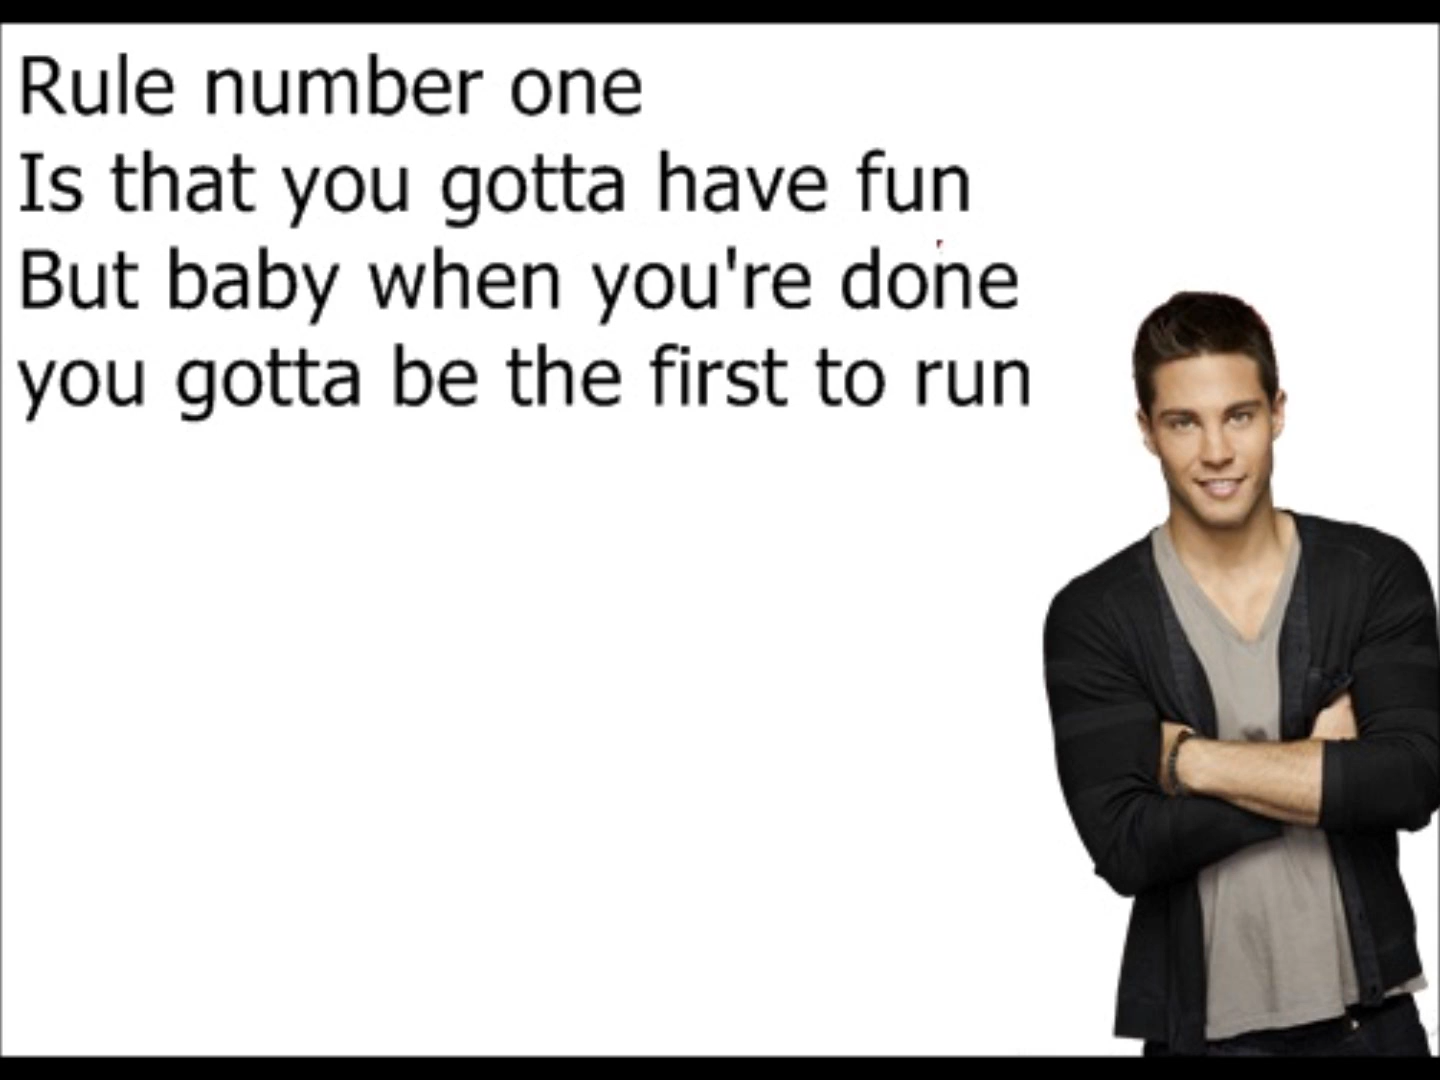 Rule number one
Is that you gotta have fun
But baby when you're done
you gotta be the first to run